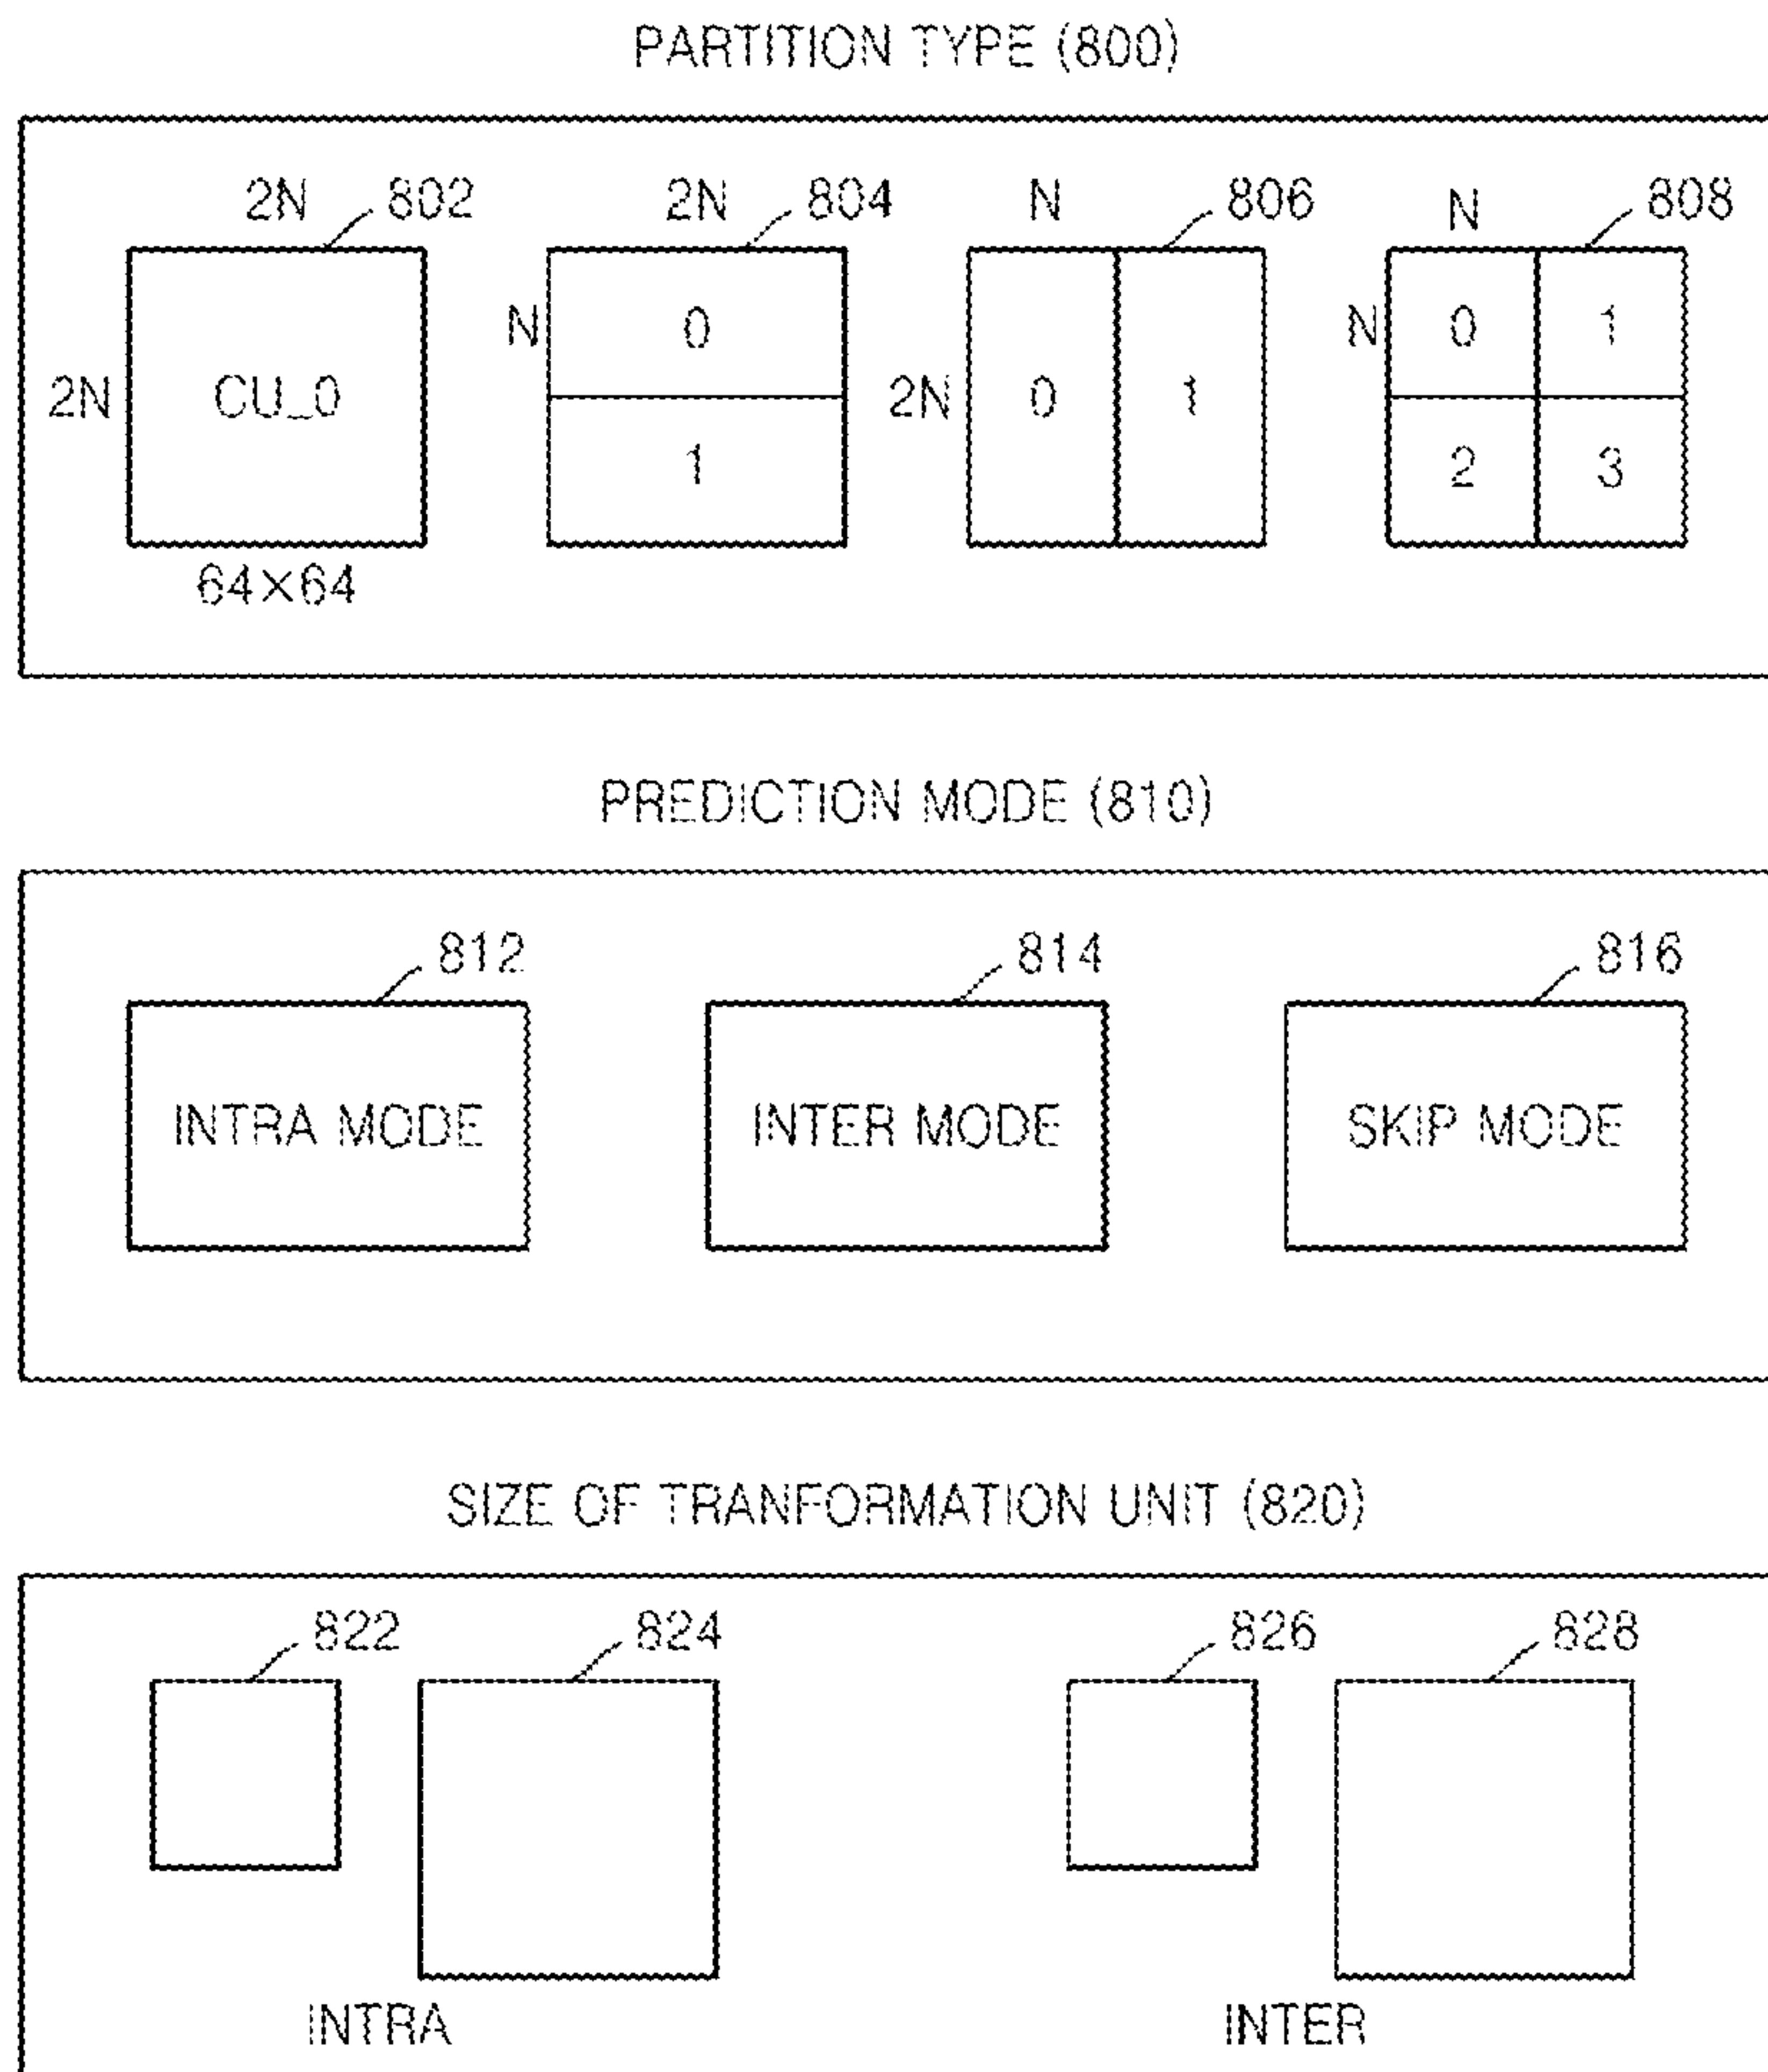 PARTITION TYPE (800)
2N 802 2N 804 N 806 N 808
N 0 N 0 1
2N CU_0 2N 0 1
1 2 3
64×64
PREDICTION MODE (810)
812 814 816
INTRA MODE INTER MODE SKIP MODE
SIZE OF TRANFORMATION UNIT (820)
822 824 826 828
INTRA INTER